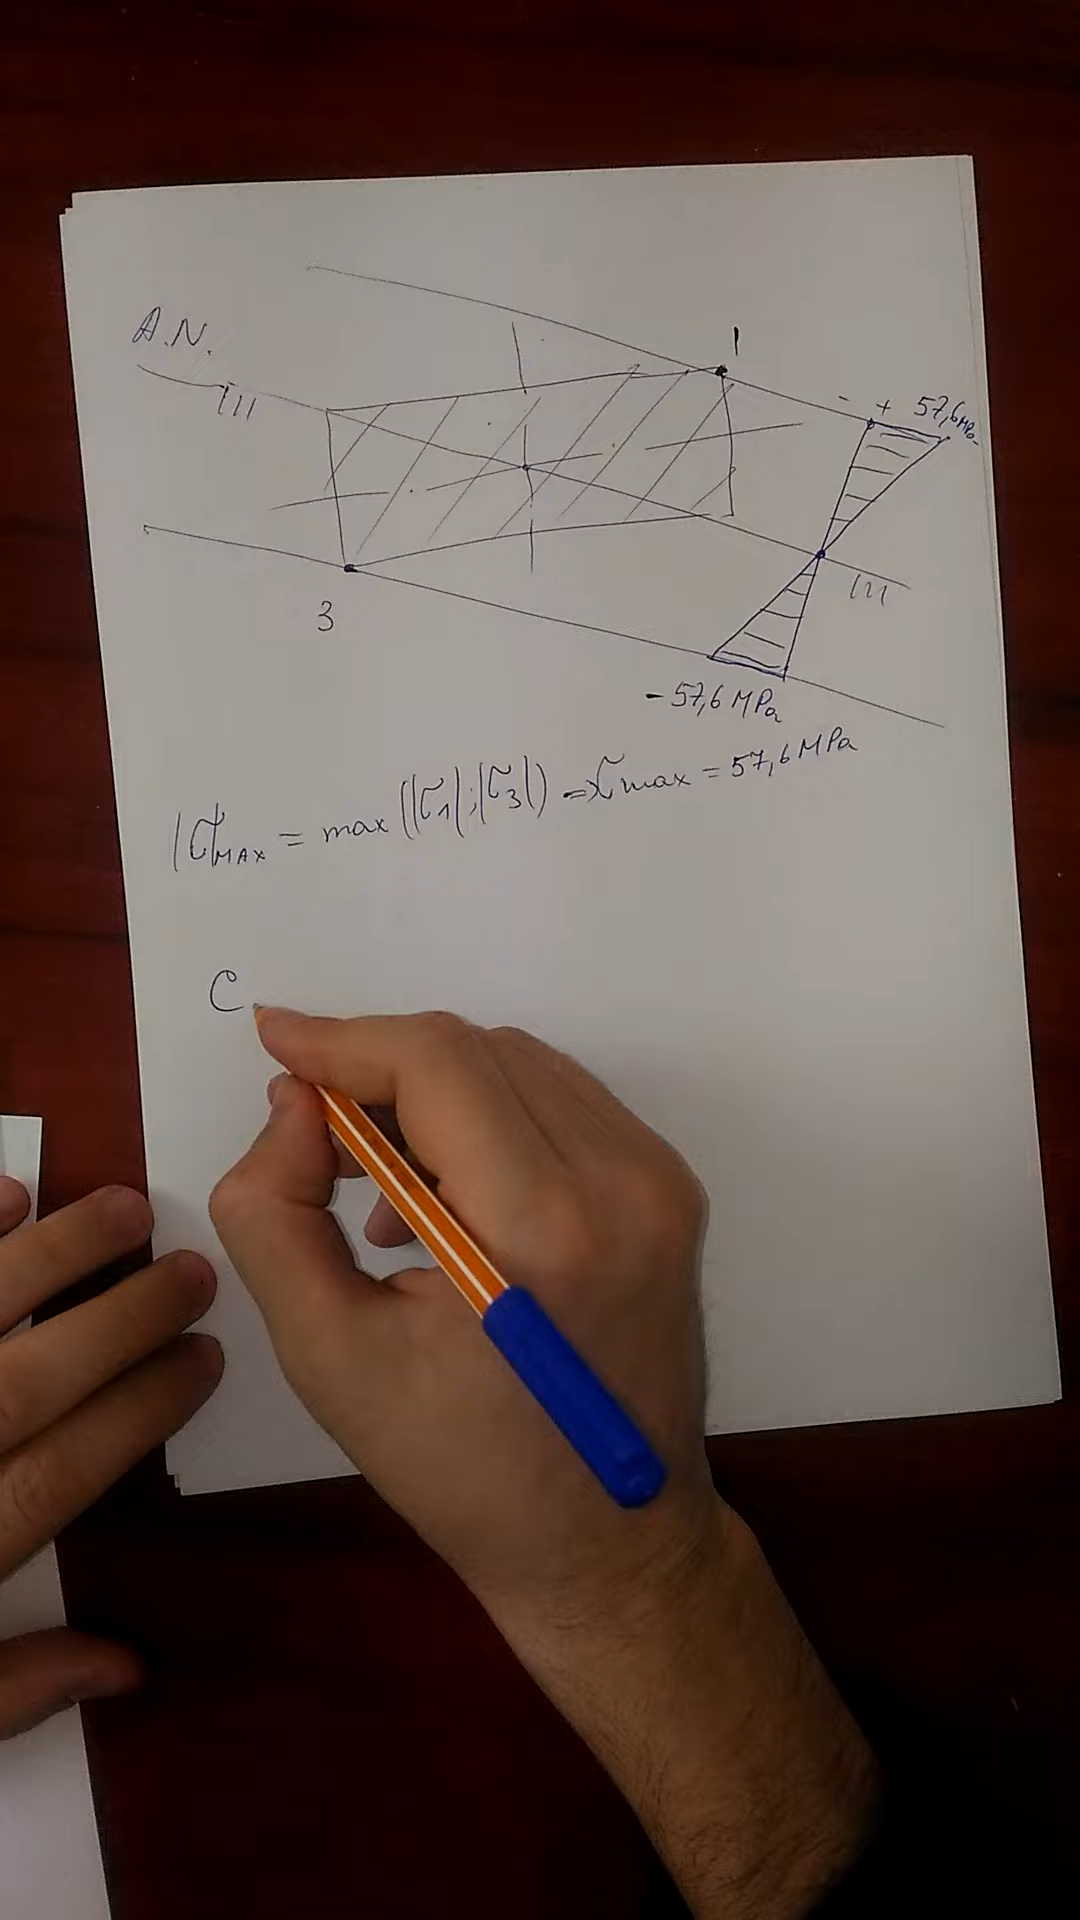 A.N.
1
- + 57,6 MPa
3
- 57,6 MPa
|σ|MAX = max (|σ1|;|σ3|) => σmax = 57,6 MPa
C